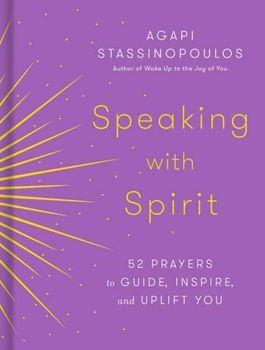 AGAPI
STASSINOPOULOS
Author of Wake Up to the Joy of You
Speaking
with
Spirit
52 PRAYERS
to GUIDE, INSPIRE,
and UPLIFT YOU